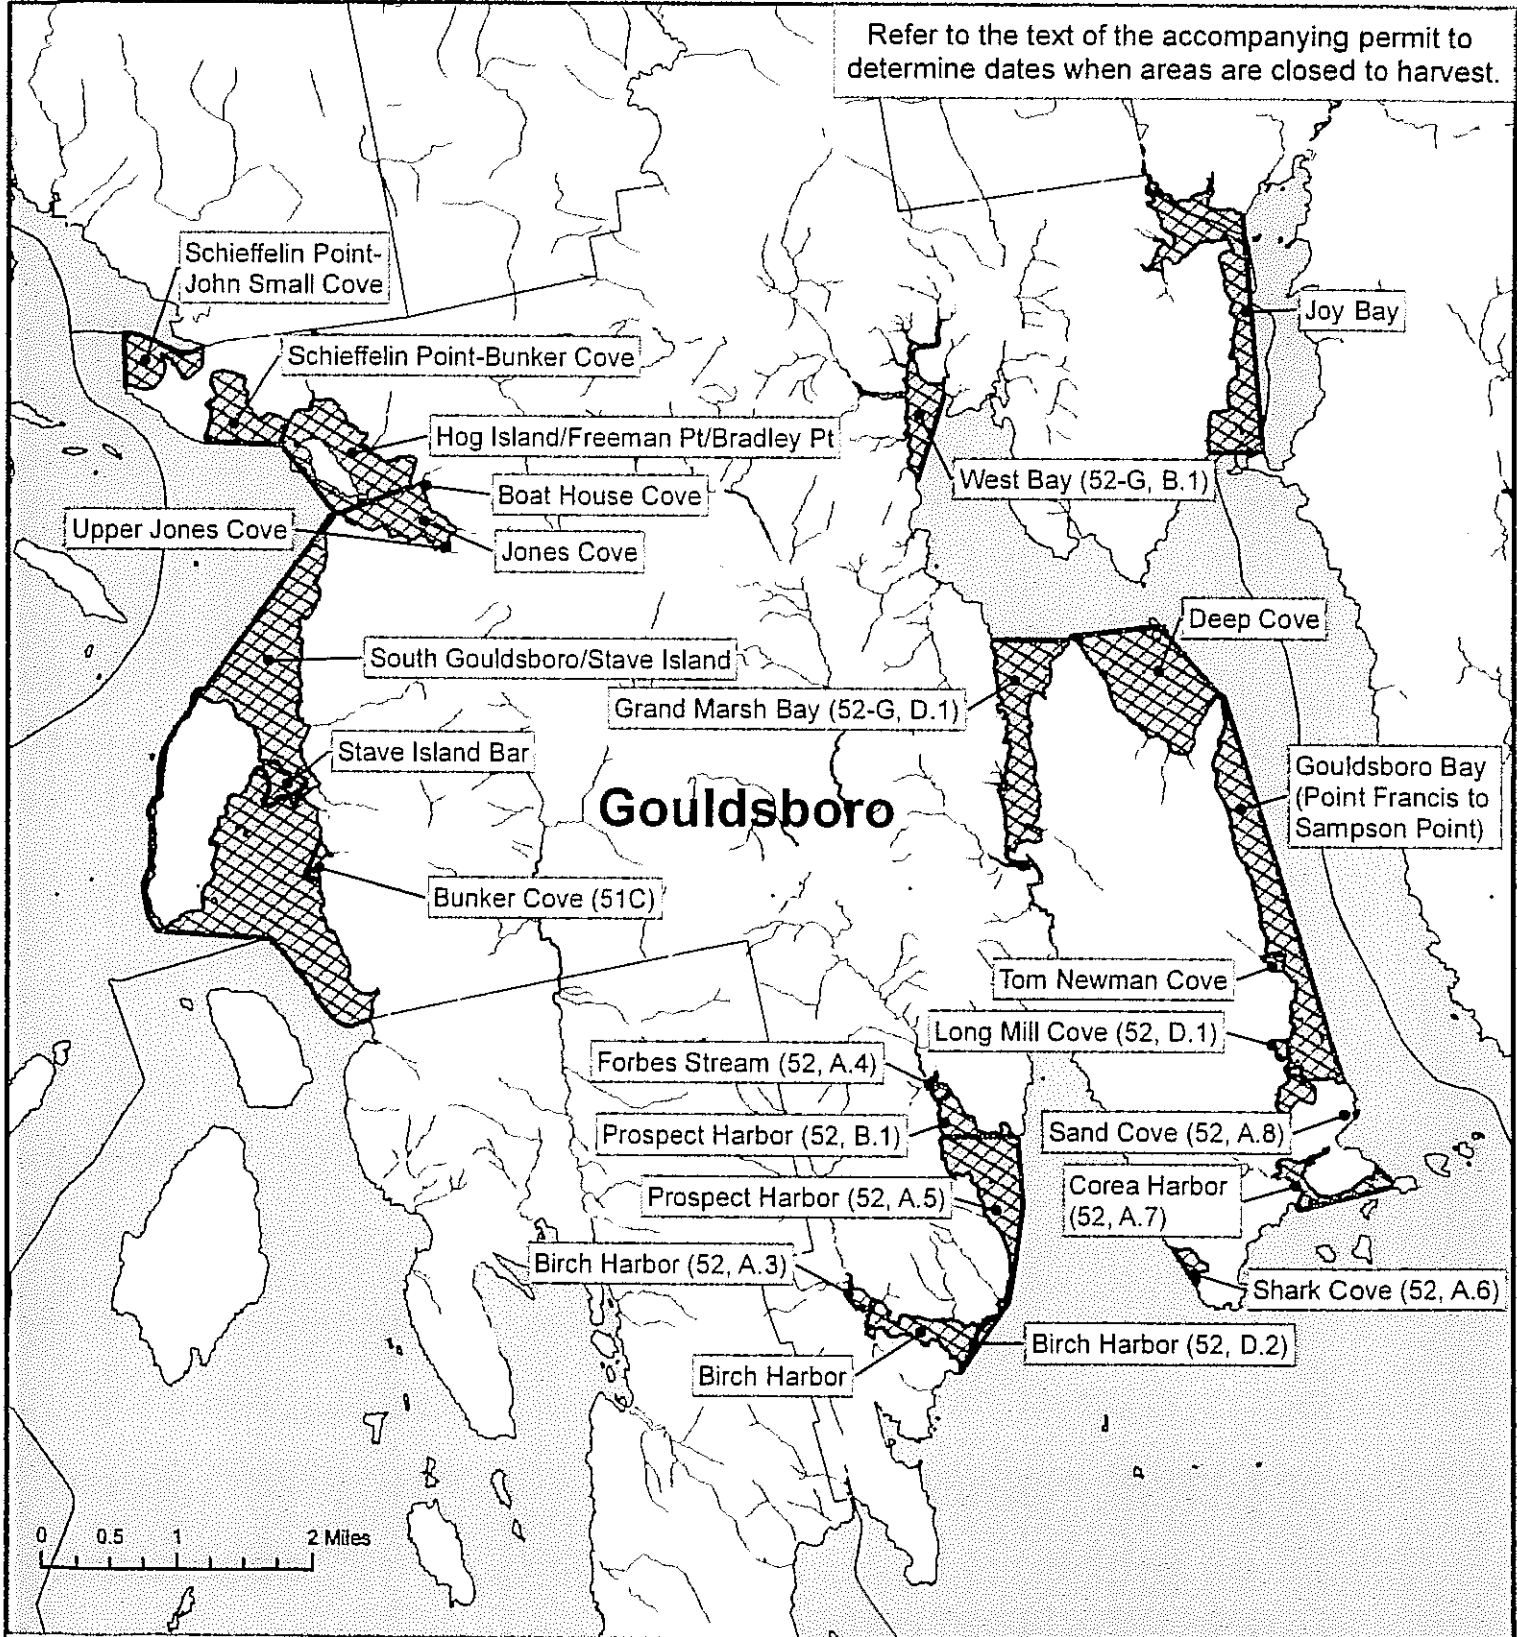 Refer to the text of the accompanying permit to
determine dates when areas are closed to harvest.
Schieffelin Point-
John Small Cove
Schieffelin Point-Bunker Cove
Joy Bay
Hog Island/Freeman Pt/Bradley Pt
Boat House Cove
West Bay (52-G, B.1)
Upper Jones Cove
Jones Cove
Deep Cove
South Gouldsboro/Stave Island
Grand Marsh Bay (52-G, D.1)
Stave Island Bar
Gouldsboro
Gouldsboro Bay
(Point Francis to
Sampson Point)
Bunker Cove (51C)
Tom Newman Cove
Long Mill Cove (52, D.1)
Forbes Stream (52, A.4)
Prospect Harbor (52, B.1)
Sand Cove (52, A.8)
Prospect Harbor (52, A.5)
Corea Harbor
(52, A.7)
Birch Harbor (52, A.3)
Shark Cove (52, A.6)
Birch Harbor (52, D.2)
Birch Harbor
0 0.5 1 2 Miles